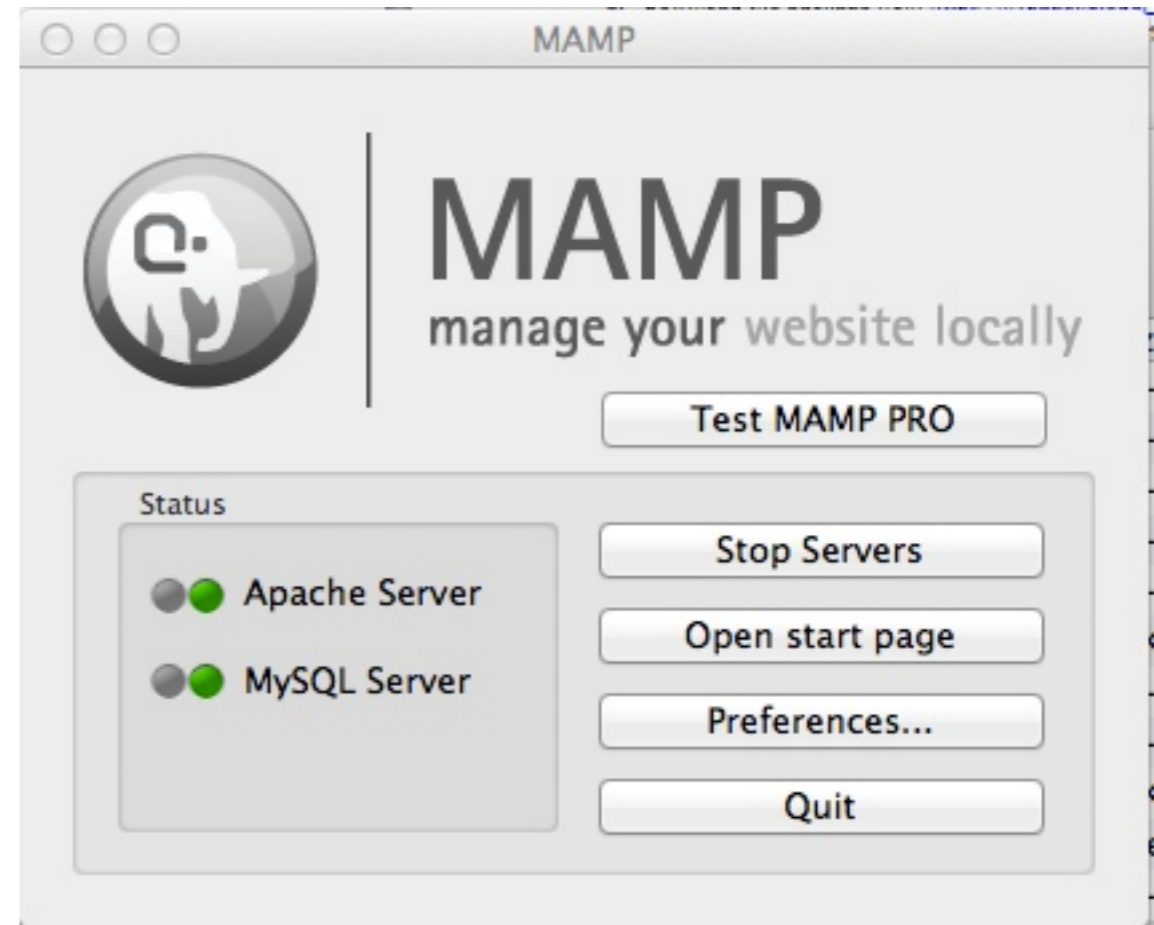 MAMP
MAMP
manage your website locally
Test MAMP PRO
Status
Apache Server
MySQL Server
Stop Servers
Open start page
Preferences...
Quit